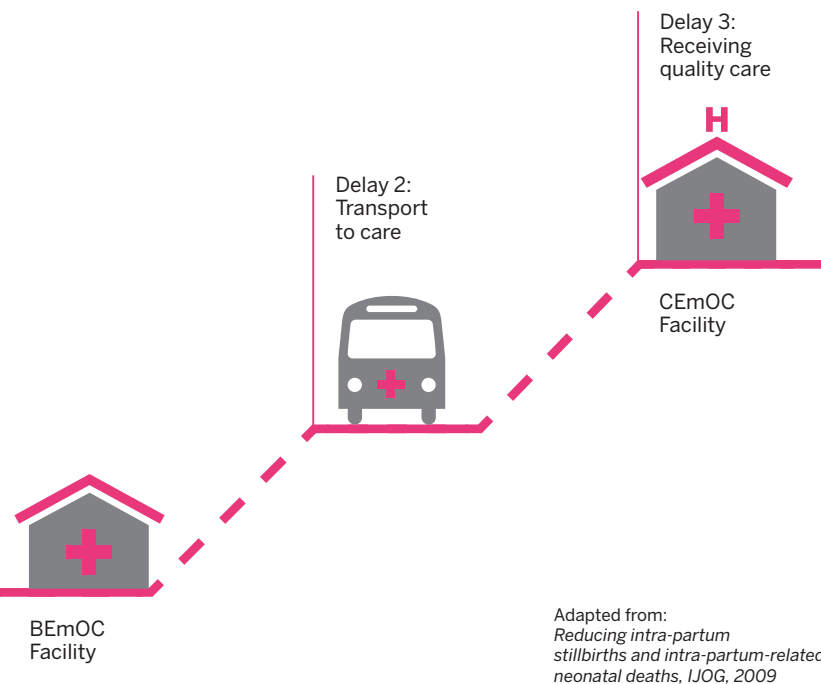 Delay 3:
Receiving
quality care
H
Delay 2:
Transport
to care
CEmOC
Facility
BEmOC
Facility
Adapted from:
Reducing intra-partum
stillbirths and intra-partum-related
neonatal deaths, IJOG, 2009